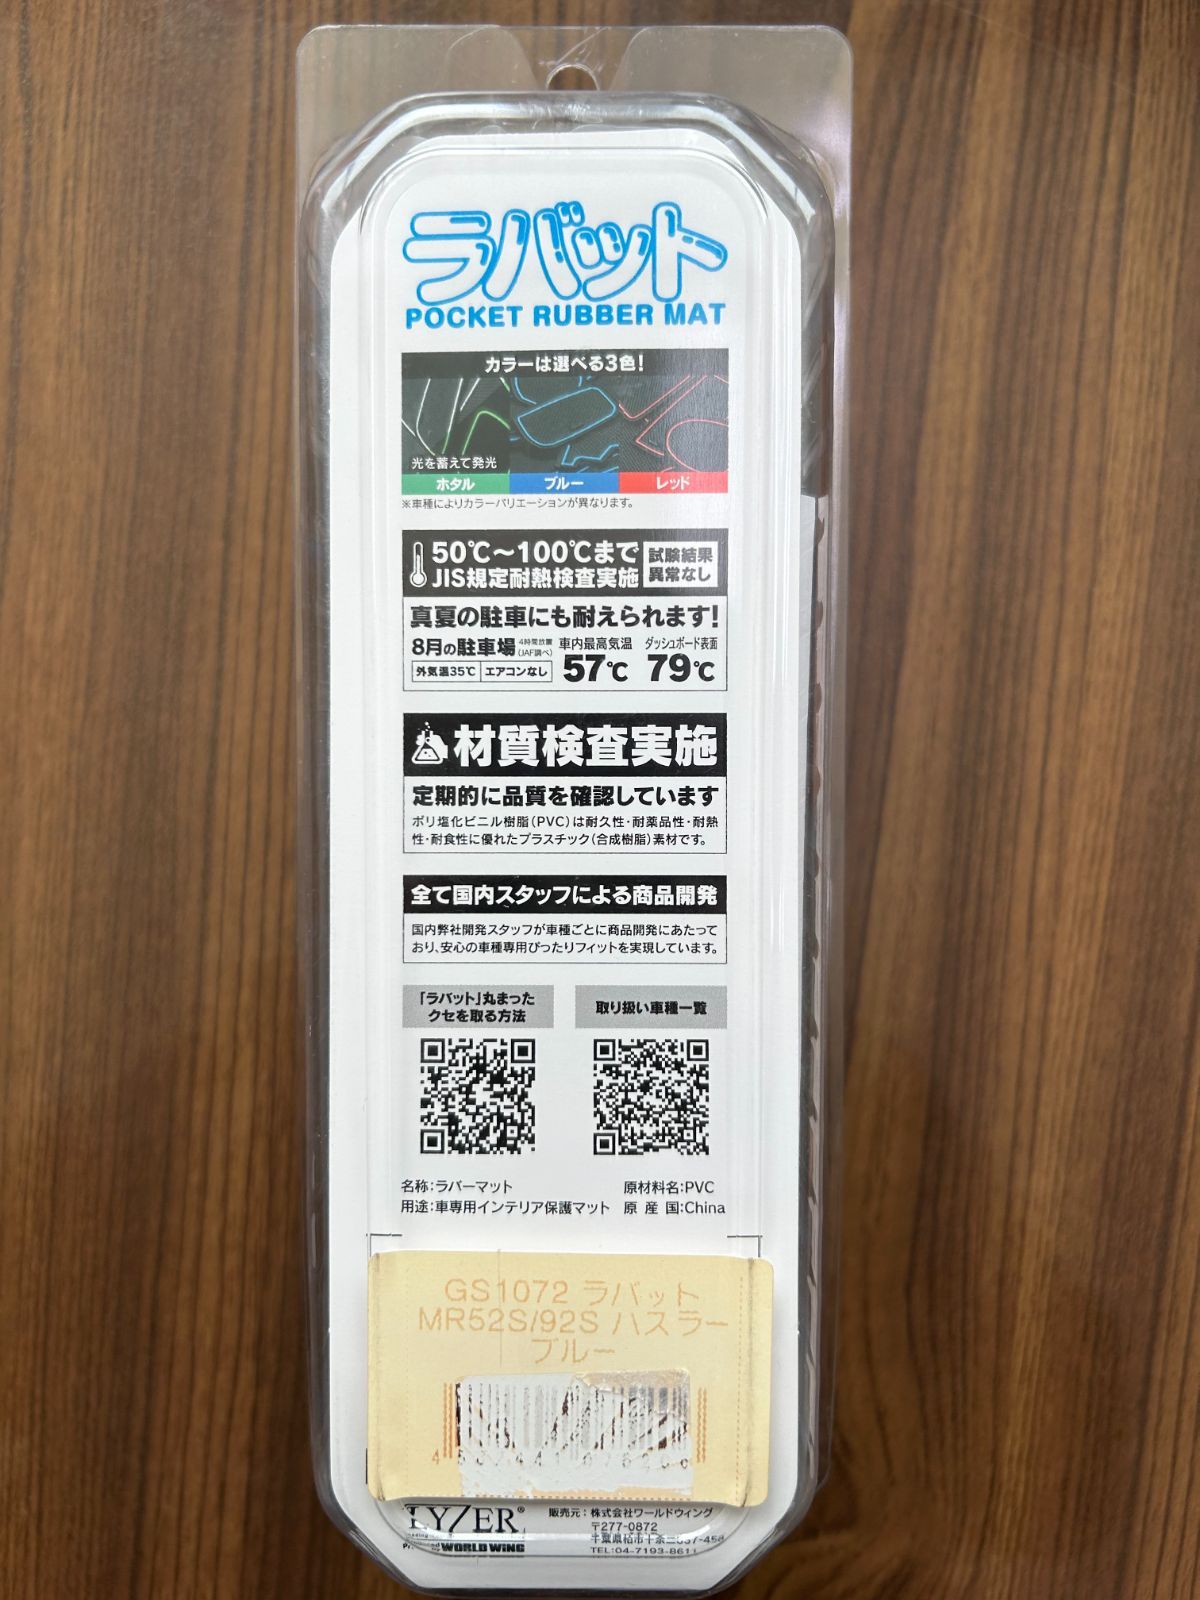 ラバット
POCKET RUBBER MAT
カラーは選べる3色!
光を蓄えて発光
ホタル ブルー レッド
※車種によりカラーバリエーションが異なります。
50℃〜100℃まで
JIS規定耐熱検査実施
試験結果
異常なし
真夏の駐車にも耐えられます!
8月の駐車場 4時間放置
(JAF調べ)
外気温35℃ エアコンなし
車内最高気温
57℃
ダッシュボード表面
79℃
材質検査実施
定期的に品質を確認しています
ポリ塩化ビニル樹脂(PVC)は耐久性・耐薬品性・耐熱
性・耐食性に優れたプラスチック(合成樹脂)素材です。
全て国内スタッフによる商品開発
国内弊社開発スタッフが車種ごとに商品開発にあたって
おり、安心の車種専用ぴったりフィットを実現しています。
「ラバット」丸まった
クセを取る方法
取り扱い車種一覧
名称:ラバーマット
用途:車専用インテリア保護マット
原材料名:PVC
原産国:China
GS1072 ラバット
MR52S/92S ハスラー
ブルー
LYZER®
WORLD WING
販売元:株式会社ワールドウィング
〒277-0872
千葉県柏市十余二
TEL:04-7193-861